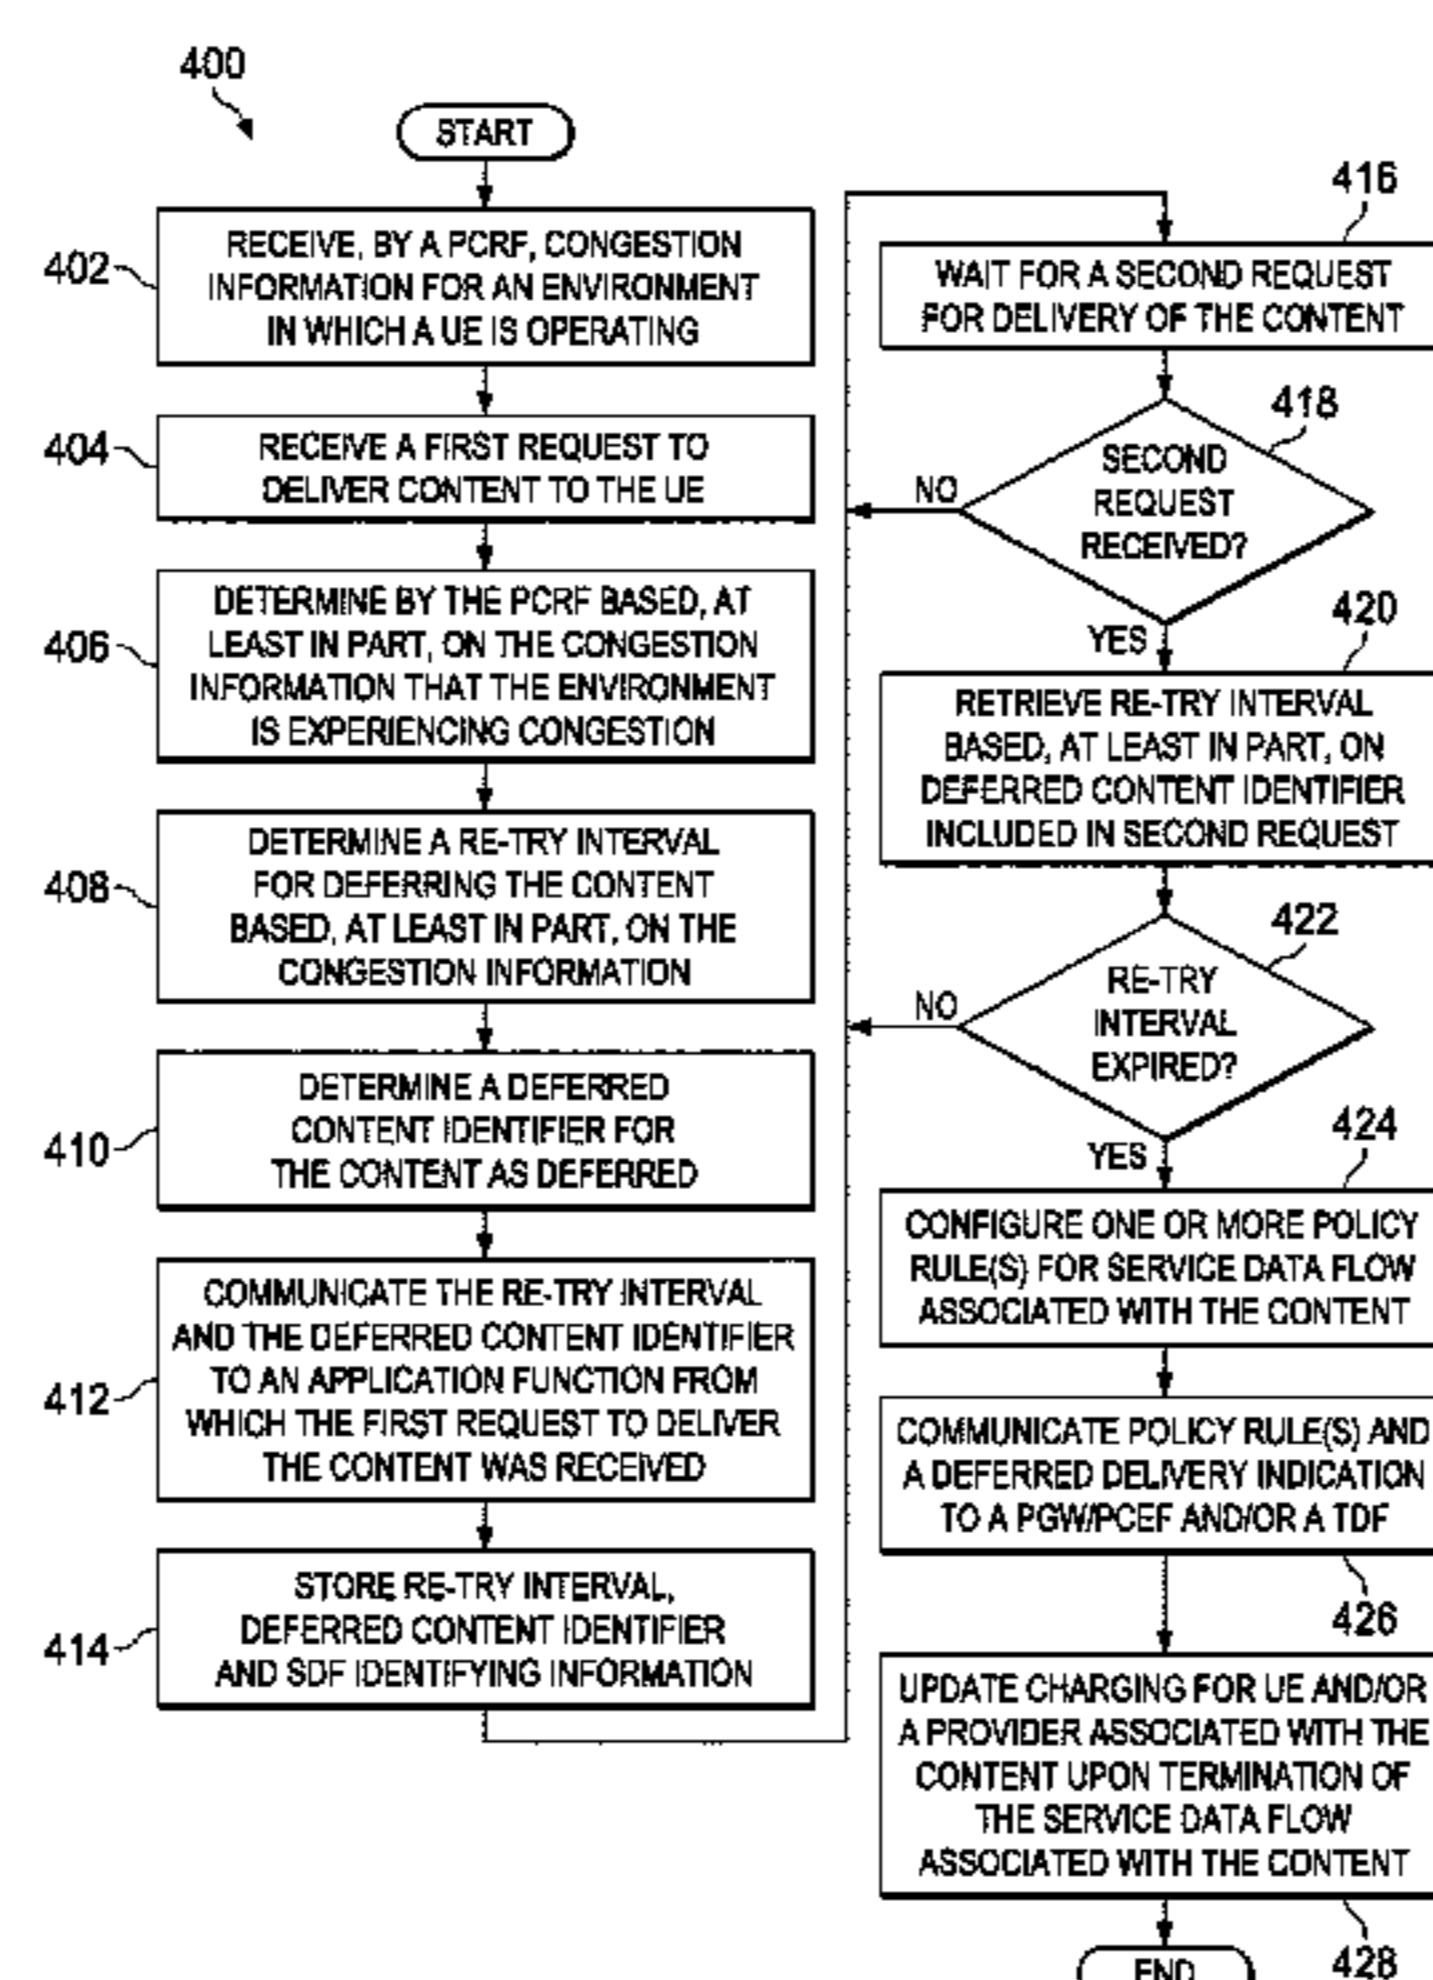 400
START
402
RECEIVE, BY A PCRF, CONGESTION
INFORMATION FOR AN ENVIRONMENT
IN WHICH A UE IS OPERATING
404
RECEIVE A FIRST REQUEST TO
DELIVER CONTENT TO THE UE
406
DETERMINE BY THE PCRF BASED, AT
LEAST IN PART, ON THE CONGESTION
INFORMATION THAT THE ENVIRONMENT
IS EXPERIENCING CONGESTION
408
DETERMINE A RE-TRY INTERVAL
FOR DEFERRING THE CONTENT
BASED, AT LEAST IN PART, ON THE
CONGESTION INFORMATION
410
DETERMINE A DEFERRED
CONTENT IDENTIFIER FOR
THE CONTENT AS DEFERRED
412
COMMUNICATE THE RE-TRY INTERVAL
AND THE DEFERRED CONTENT IDENTIFIER
TO AN APPLICATION FUNCTION FROM
WHICH THE FIRST REQUEST TO DELIVER
THE CONTENT WAS RECEIVED
414
STORE RE-TRY INTERVAL,
DEFERRED CONTENT IDENTIFIER
AND SDF IDENTIFYING INFORMATION
416
WAIT FOR A SECOND REQUEST
FOR DELIVERY OF THE CONTENT
418
SECOND
REQUEST
RECEIVED?
NO
YES
420
RETRIEVE RE-TRY INTERVAL
BASED, AT LEAST IN PART, ON
DEFERRED CONTENT IDENTIFIER
INCLUDED IN SECOND REQUEST
422
RE-TRY
INTERVAL
EXPIRED?
NO
YES
424
CONFIGURE ONE OR MORE POLICY
RULE(S) FOR SERVICE DATA FLOW
ASSOCIATED WITH THE CONTENT
COMMUNICATE POLICY RULE(S) AND
A DEFERRED DELIVERY INDICATION
TO A PGW/PCEF AND/OR A TDF
426
UPDATE CHARGING FOR UE AND/OR
A PROVIDER ASSOCIATED WITH THE
CONTENT UPON TERMINATION OF
THE SERVICE DATA FLOW
ASSOCIATED WITH THE CONTENT
428
END